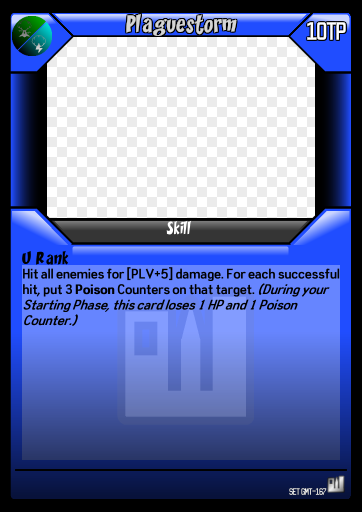 Plaguestorm
10TP
Skill
U Rank
Hit all enemies for [PLV+5] damage. For each successful
hit, put 3 Poison Counters on that target. (During your
Starting Phase, this card loses 1 HP and 1 Poison
Counter.)
SET GMT-167